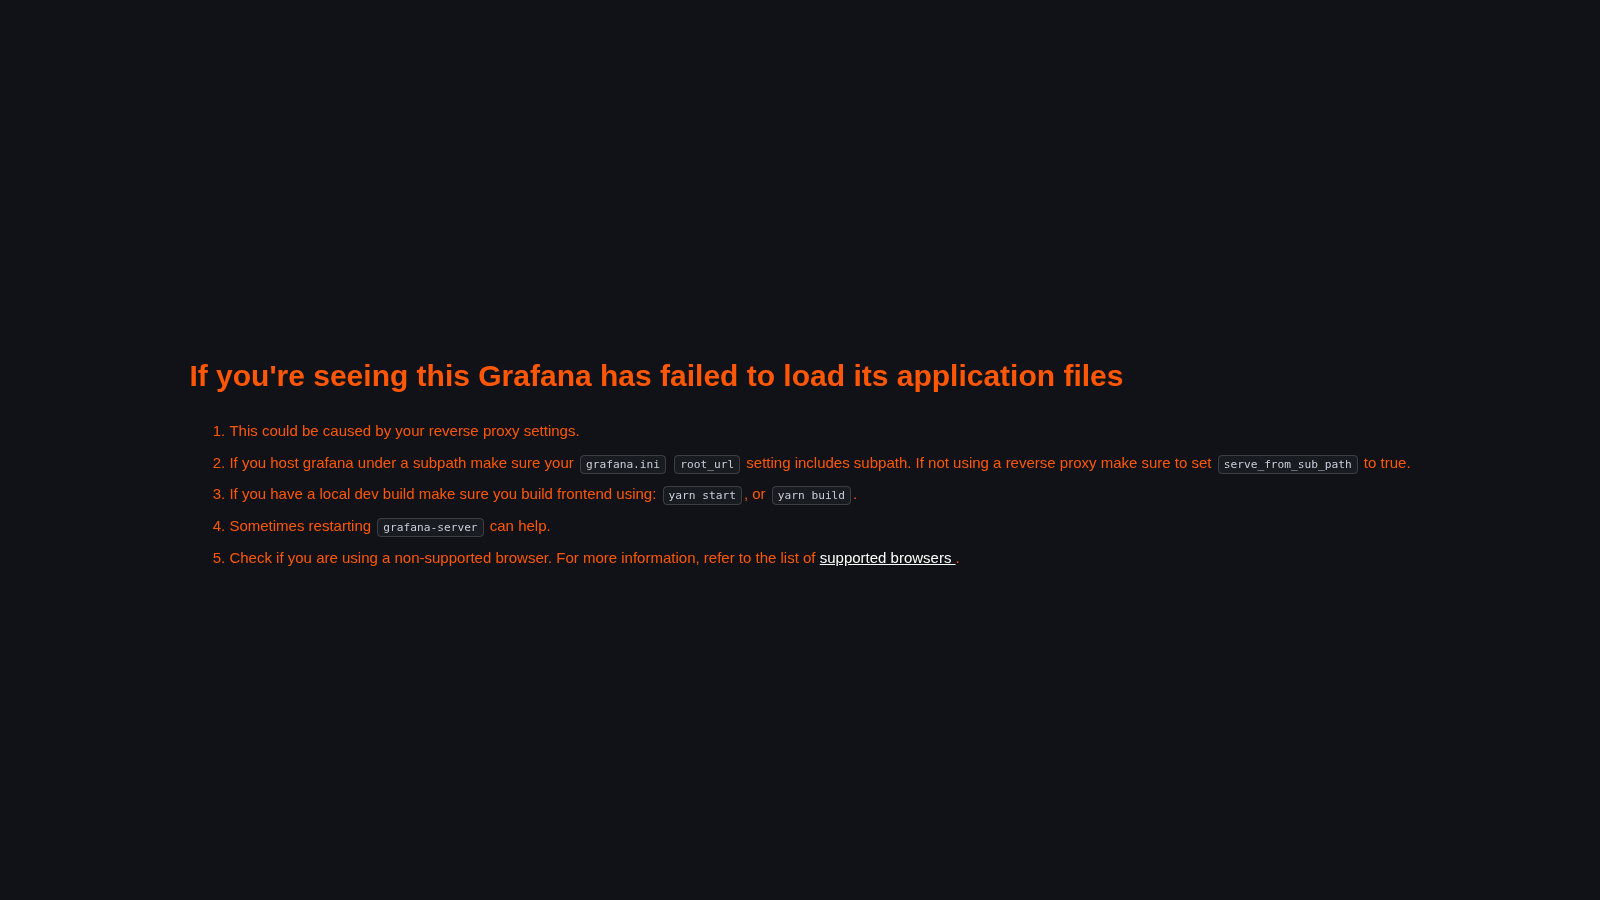 If you're seeing this Grafana has failed to load its application files
1. This could be caused by your reverse proxy settings.
2. If you host grafana under a subpath make sure your grafana.ini root_url setting includes subpath. If not using a reverse proxy make sure to set serve_from_sub_path to true.
3. If you have a local dev build make sure you build frontend using: yarn start, or yarn build.
4. Sometimes restarting grafana-server can help.
5. Check if you are using a non-supported browser. For more information, refer to the list of supported browsers .